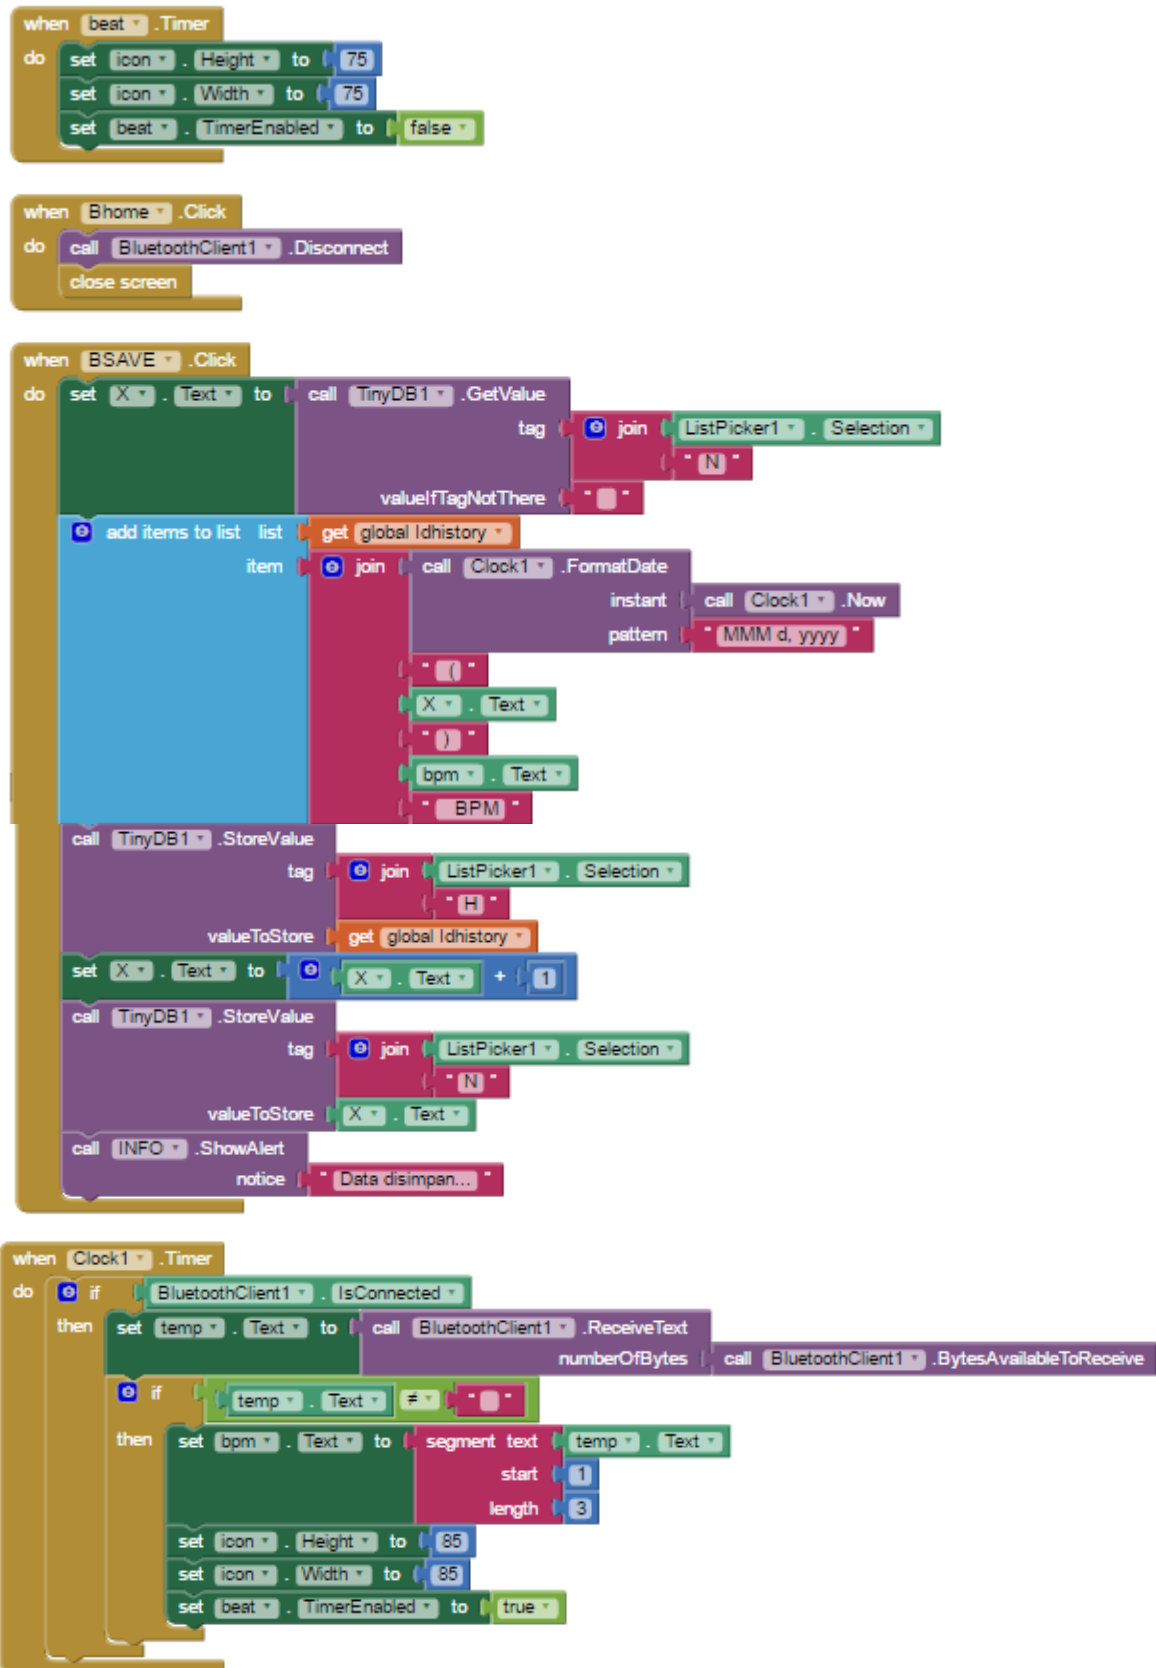 when beat .Timer
do set icon . Height to 75
set icon . Width to 75
set beat . TimerEnabled to false
when Bhome .Click
do call BluetoothClient1 .Disconnect
close screen
when BSAVE .Click
do set X . Text to call TinyDB1 .GetValue
tag join ListPicker1 . Selection
" N "
valueIfTagNotThere " "
add items to list list get global Idhistory
item join call Clock1 .FormatDate
instant call Clock1 .Now
pattern " MMM d, yyyy "
" ( "
X . Text
" ) "
bpm . Text
" BPM "
call TinyDB1 .StoreValue
tag join ListPicker1 . Selection
" H "
valueToStore get global Idhistory
set X . Text to X . Text + 1
call TinyDB1 .StoreValue
tag join ListPicker1 . Selection
" N "
valueToStore X . Text
call INFO .ShowAlert
notice " Data disimpan... "
when Clock1 .Timer
do if BluetoothClient1 . IsConnected
then set temp . Text to call BluetoothClient1 .ReceiveText
numberOfBytes call BluetoothClient1 .BytesAvailableToReceive
if temp . Text ≠ " "
then set bpm . Text to segment text temp . Text
start 1
length 3
set icon . Height to 85
set icon . Width to 85
set beat . TimerEnabled to true